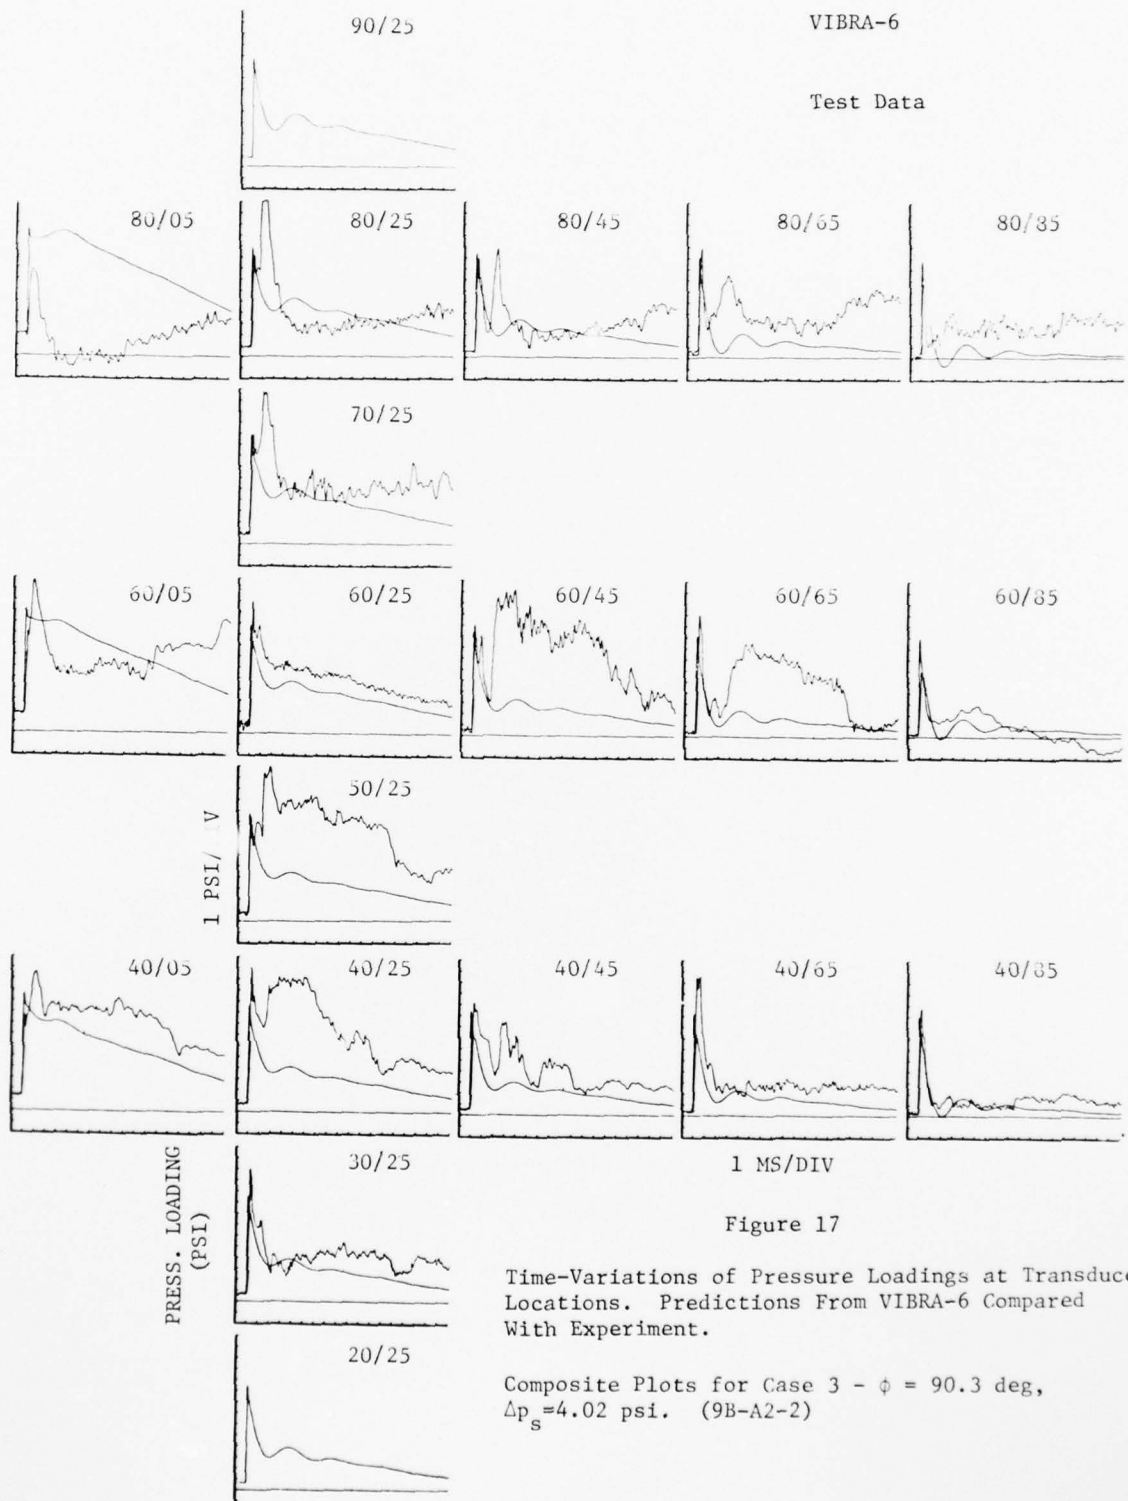 90/25
VIBRA-6
Test Data
80/05
80/25
80/45
80/65
80/85
70/25
60/05
60/25
60/45
60/65
60/85
50/25
1 PSI/ V
40/05
40/25
40/45
40/65
40/85
30/25
1 MS/DIV
PRESS. LOADING
(PSI)
20/25
Figure 17
Time-Variations of Pressure Loadings at Transduce
Locations. Predictions From VIBRA-6 Compared
With Experiment.
Composite Plots for Case 3 - φ = 90.3 deg,
Δps=4.02 psi. (9B-A2-2)